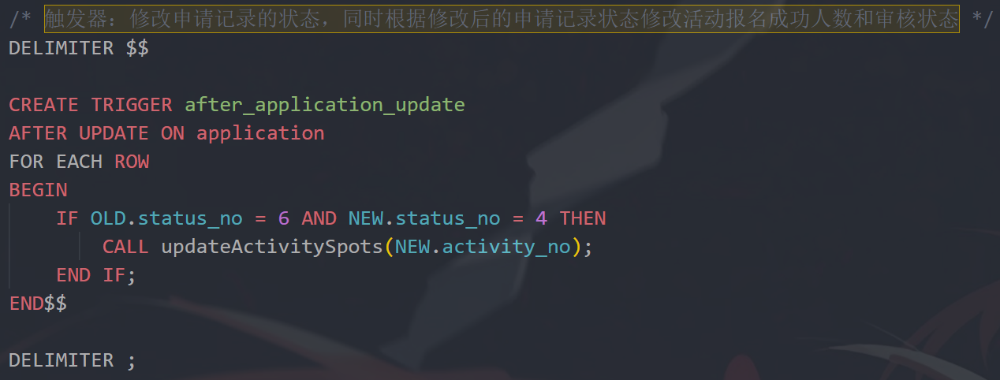 /* 触发器：修改申请记录的状态，同时根据修改后的申请记录状态修改活动报名成功人数和审核状态 */
DELIMITER $$
CREATE TRIGGER after_application_update
AFTER UPDATE ON application
FOR EACH ROW
BEGIN
    IF OLD.status_no = 6 AND NEW.status_no = 4 THEN
        CALL updateActivitySpots(NEW.activity_no);
    END IF;
END$$
DELIMITER ;